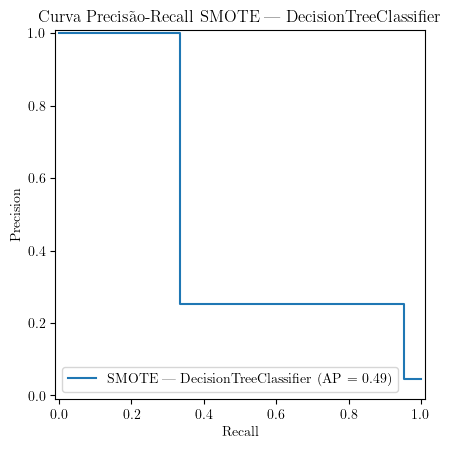 Curva Precisão-Recall SMOTE — DecisionTreeClassifier
1.0
0.8
0.6
0.4
0.2
0.0
Precision
SMOTE — DecisionTreeClassifier (AP = 0.49)
0.0 0.2 0.4 0.6 0.8 1.0
Recall